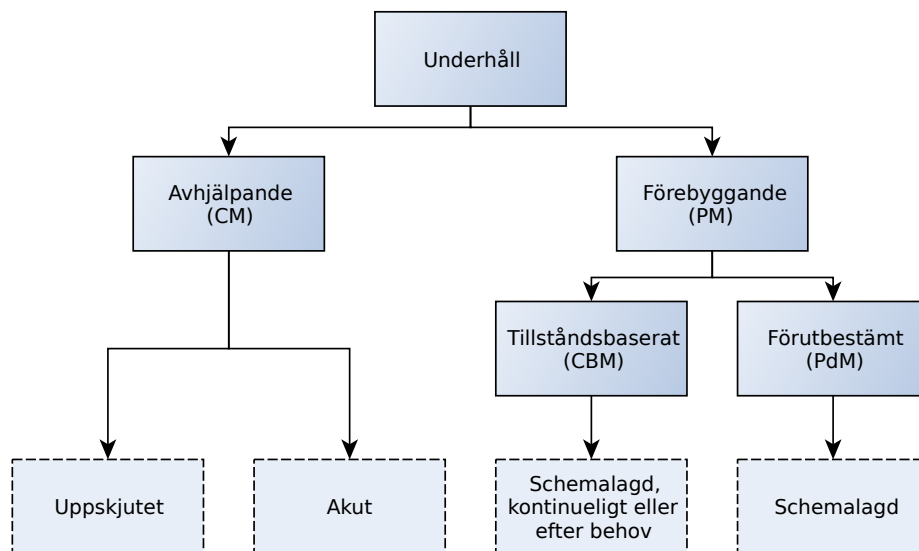 Underhåll
Avhjälpande
(CM)
Förebyggande
(PM)
Tillståndsbaserat
(CBM)
Förutbestämt
(PdM)
Uppskjutet
Akut
Schemalagd,
kontinueligt eller
efter behov
Schemalagd